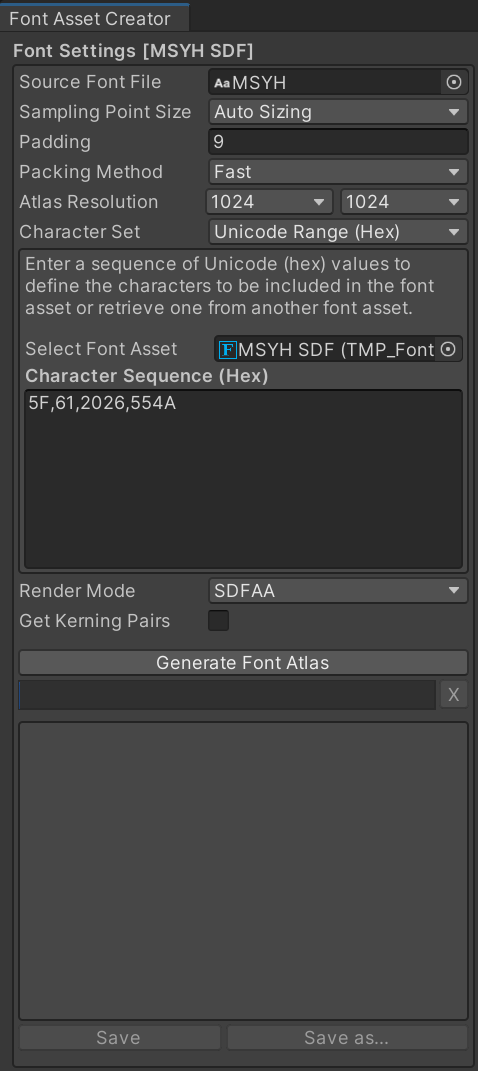 Font Asset Creator
Font Settings [MSYH SDF]
Source Font File Aa MSYH
Sampling Point Size Auto Sizing
Padding 9
Packing Method Fast
Atlas Resolution 1024 1024
Character Set Unicode Range (Hex)
Enter a sequence of Unicode (hex) values to
define the characters to be included in the font
asset or retrieve one from another font asset.
Select Font Asset F MSYH SDF (TMP_Font
Character Sequence (Hex)
5F,61,2026,554A
Render Mode SDFAA
Get Kerning Pairs
Generate Font Atlas
X
Save Save as...